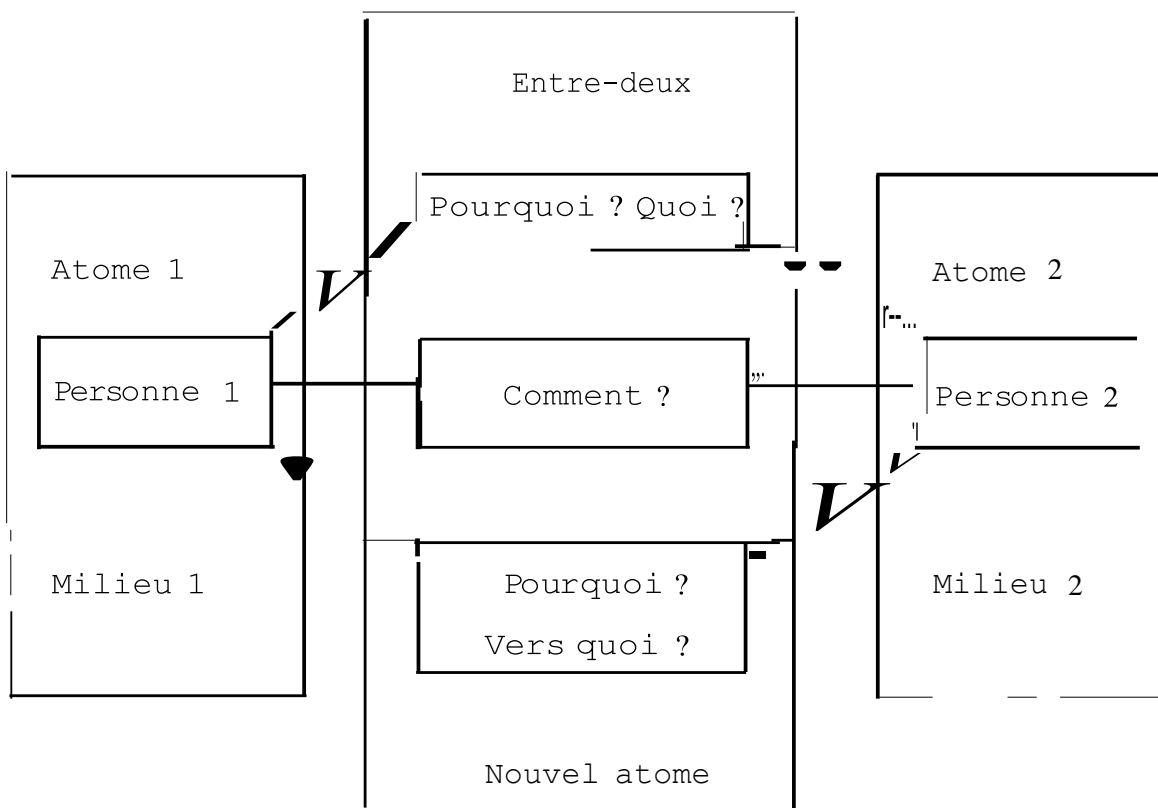 Entre-deux
Pourquoi ? Quoi ?
Atome 1
Atome 2
Personne 1
Comment ?
Personne 2
Milieu 1
Pourquoi ?
Milieu 2
Vers quoi ?
Nouvel atome